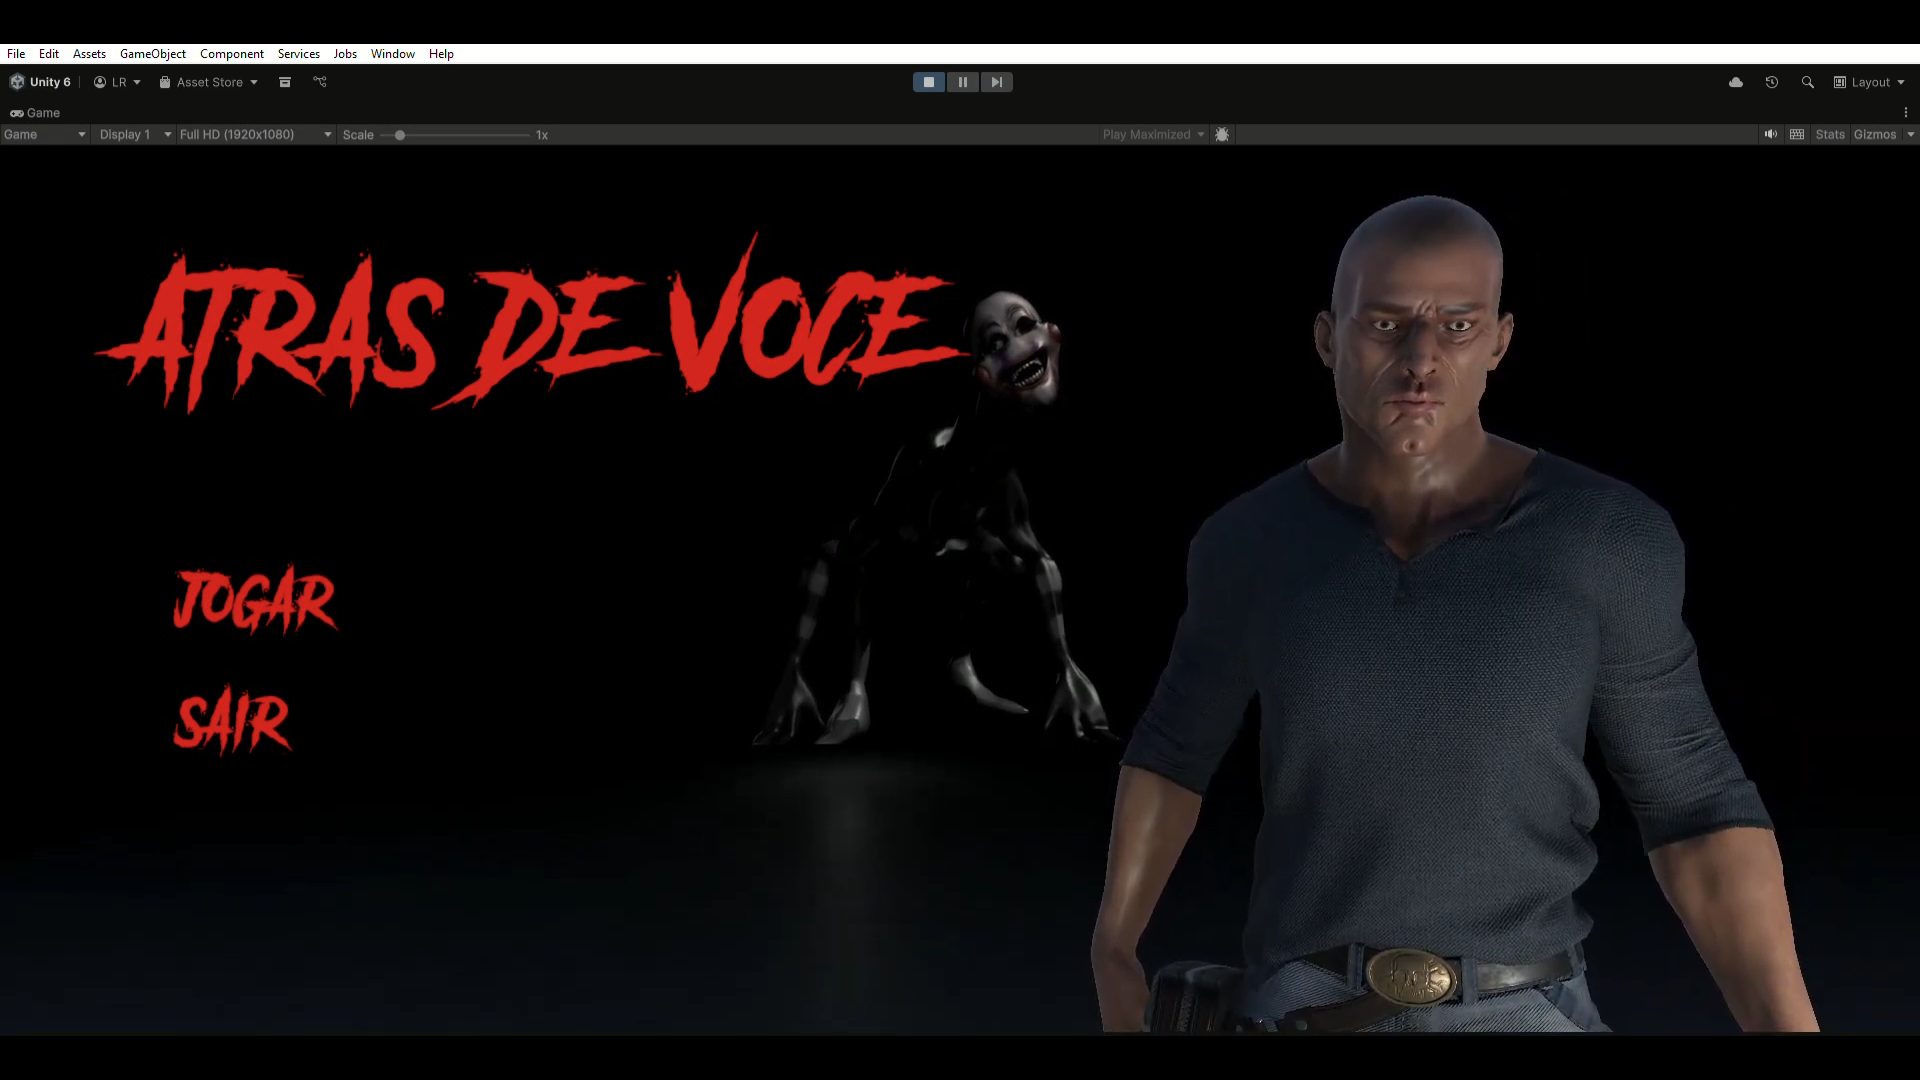 File Edit Assets GameObject Component Services Jobs Window Help
Unity 6 LR Asset Store Layout
Game
Game Display 1 Full HD (1920x1080) Scale 1x Play Maximized Stats Gizmos
ATRAS DE VOCE
JOGAR
SAIR